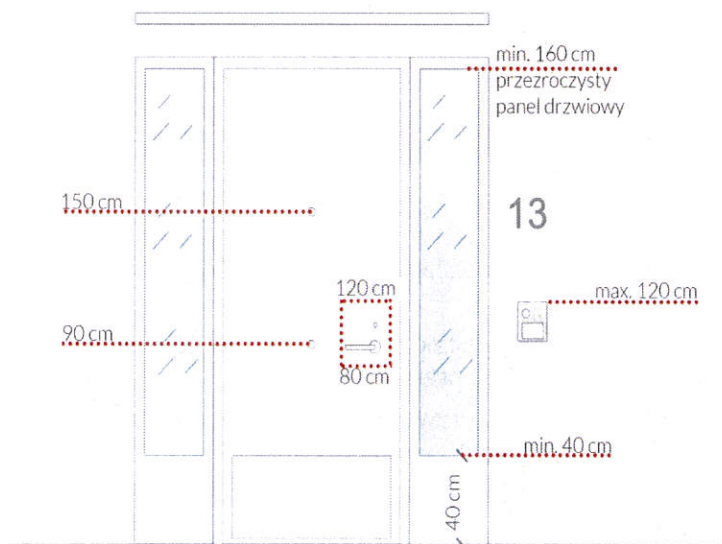 min. 160 cm
przezroczysty
panel drzwiowy
150 cm
13
120 cm
max. 120 cm
90 cm
80 cm
min. 40 cm
40 cm